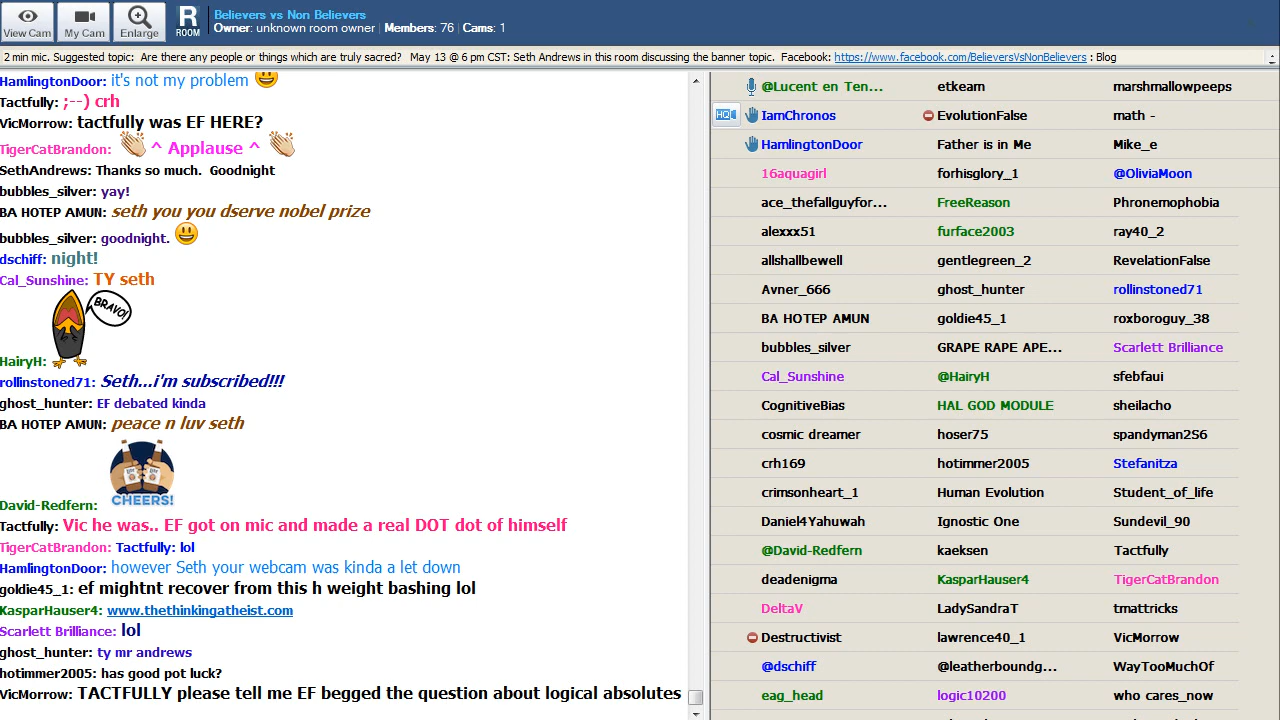 View Cam
My Cam
Enlarge
R
ROOM
Believers vs Non Believers
Owner: unknown room owner | Members: 76 | Cams: 1
2 min mic. Suggested topic: Are there any people or things which are truly sacred? May 13 @ 6 pm CST: Seth Andrews in this room discussing the banner topic. Facebook: https://www.facebook.com/BelieversVsNonBelievers : Blog
HamlingtonDoor: it's not my problem
Tactfully: ;--) crh
VicMorrow: tactfully was EF HERE?
TigerCatBrandon: ^ Applause ^
SethAndrews: Thanks so much. Goodnight
bubbles_silver: yay!
BA HOTEP AMUN: seth you you dserve nobel prize
bubbles_silver: goodnight.
dschiff: night!
Cal_Sunshine: TY seth
BRAVO!
HairyH:
rollinstoned71: Seth...i'm subscribed!!!
ghost_hunter: EF debated kinda
BA HOTEP AMUN: peace n luv seth
CHEERS!
David-Redfern:
Tactfully: Vic he was.. EF got on mic and made a real DOT dot of himself
TigerCatBrandon: Tactfully: lol
HamlingtonDoor: however Seth your webcam was kinda a let down
goldie45_1: ef mightnt recover from this h weight bashing lol
KasparHauser4: www.thethinkingatheist.com
Scarlett Brilliance: lol
ghost_hunter: ty mr andrews
hotimmer2005: has good pot luck?
VicMorrow: TACTFULLY please tell me EF begged the question about logical absolutes
@Lucent en Ten... etkeam marshmallowpeeps
HQ IamChronos EvolutionFalse math -
HamlingtonDoor Father is in Me Mike_e
16aquagirl forhisglory_1 @OliviaMoon
ace_thefallguyfor... FreeReason Phronemophobia
alexxx51 furface2003 ray40_2
allshallbewell gentlegreen_2 RevelationFalse
Avner_666 ghost_hunter rollinstoned71
BA HOTEP AMUN goldie45_1 roxboroguy_38
bubbles_silver GRAPE RAPE APE... Scarlett Brilliance
Cal_Sunshine @HairyH sfebfaui
CognitiveBias HAL GOD MODULE sheilacho
cosmic dreamer hoser75 spandyman2S6
crh169 hotimmer2005 Stefanitza
crimsonheart_1 Human Evolution Student_of_life
Daniel4Yahuwah Ignostic One Sundevil_90
@David-Redfern kaeksen Tactfully
deadenigma KasparHauser4 TigerCatBrandon
DeltaV LadySandraT tmattricks
Destructivist lawrence40_1 VicMorrow
@dschiff @leatherboundg... WayTooMuchOf
eag_head logic10200 who cares_now